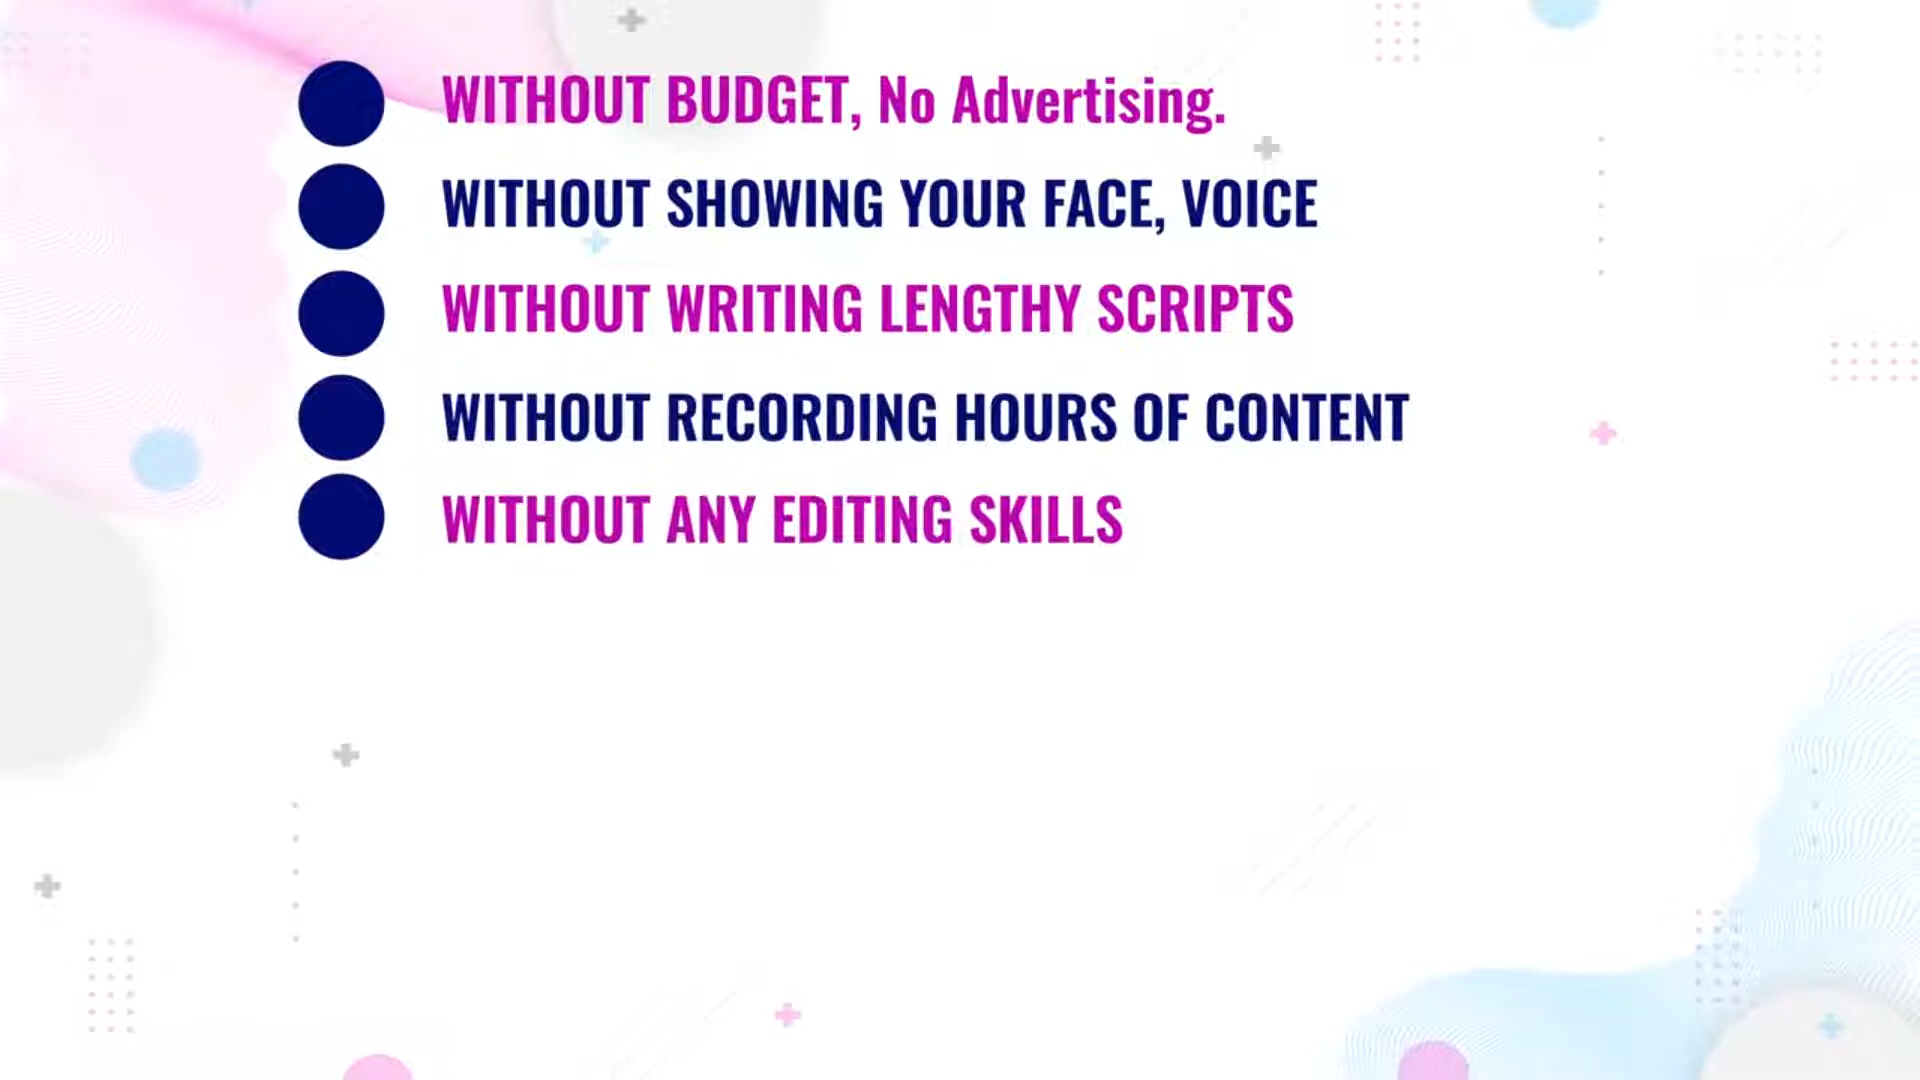 WITHOUT BUDGET, No Advertising.
WITHOUT SHOWING YOUR FACE, VOICE
WITHOUT WRITING LENGTHY SCRIPTS
WITHOUT RECORDING HOURS OF CONTENT
WITHOUT ANY EDITING SKILLS